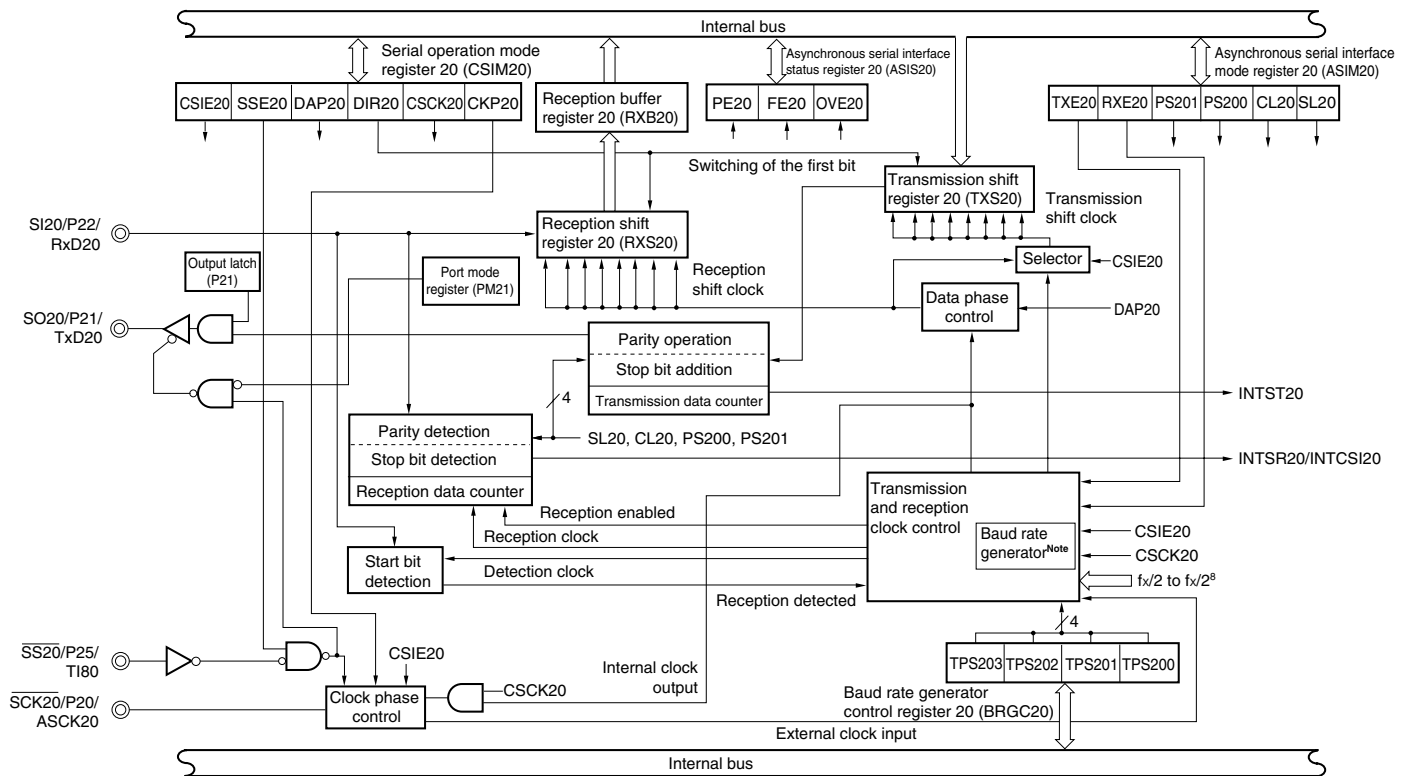 Internal bus
Serial operation mode
register 20 (CSIM20)
Asynchronous serial interface
status register 20 (ASIS20)
Asynchronous serial interface
mode register 20 (ASIM20)
CSIE20 SSE20 DAP20 DIR20 CSCK20 CKP20
Reception buffer
register 20 (RXB20)
PE20 FE20 OVE20
TXE20 RXE20 PS201 PS200 CL20 SL20
Switching of the first bit
Transmission shift
register 20 (TXS20)
Transmission
shift clock
SI20/P22/
RxD20
Reception shift
register 20 (RXS20)
Selector
CSIE20
Output latch
(P21)
Port mode
register (PM21)
Reception
shift clock
Data phase
control
DAP20
SO20/P21/
TxD20
Parity operation
Stop bit addition
Transmission data counter
4
INTST20
Parity detection
Stop bit detection
Reception data counter
SL20, CL20, PS200, PS201
INTSR20/INTCSI20
Transmission
and reception
clock control
Baud rate
generatorNote
Reception enabled
Reception clock
CSIE20
CSCK20
fx/2 to fx/2⁸
Start bit
detection
Detection clock
Reception detected
4
SS20/P25/
TI80
CSIE20
TPS203 TPS202 TPS201 TPS200
Internal clock
output
CSCK20
SCK20/P20/
ASCK20
Clock phase
control
Baud rate generator
control register 20 (BRGC20)
External clock input
Internal bus